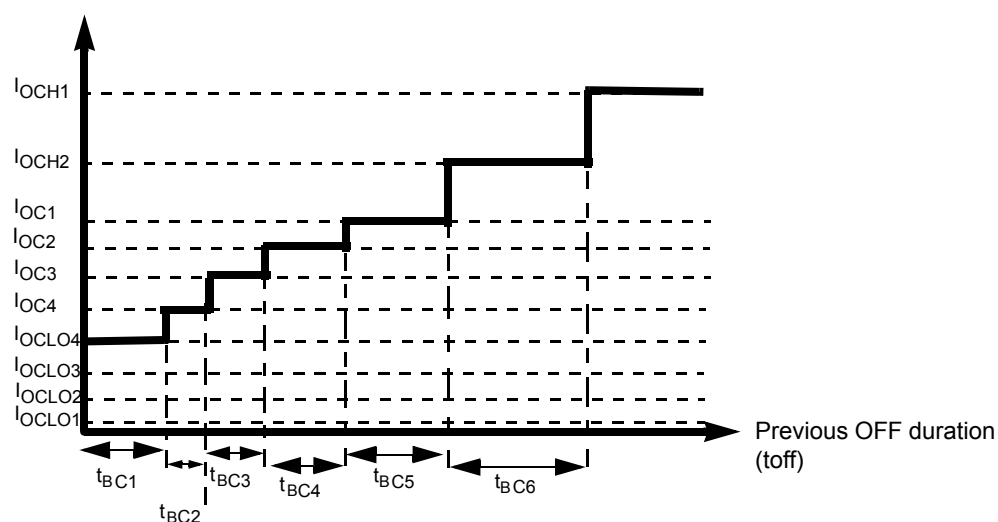 IOCH1
IOCH2
IOC1
IOC2
IOC3
IOC4
IOCLO4
IOCLO3
IOCLO2
IOCLO1
Previous OFF duration
(toff)
tBC1
tBC2
tBC3
tBC4
tBC5
tBC6